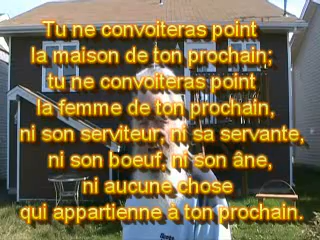 Tu ne convoiteras point
la maison de ton prochain;
tu ne convoiteras point
la femme de ton prochain,
ni son serviteur, ni sa servante,
ni son boeuf, ni son âne,
ni aucune chose
qui appartienne à ton prochain.